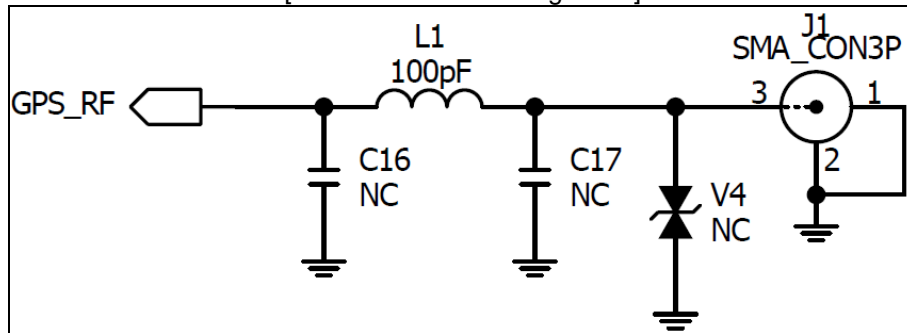 J1
SMA_CON3P
L1
100pF
GPS_RF
3
1
2
C16
NC
C17
NC
V4
NC